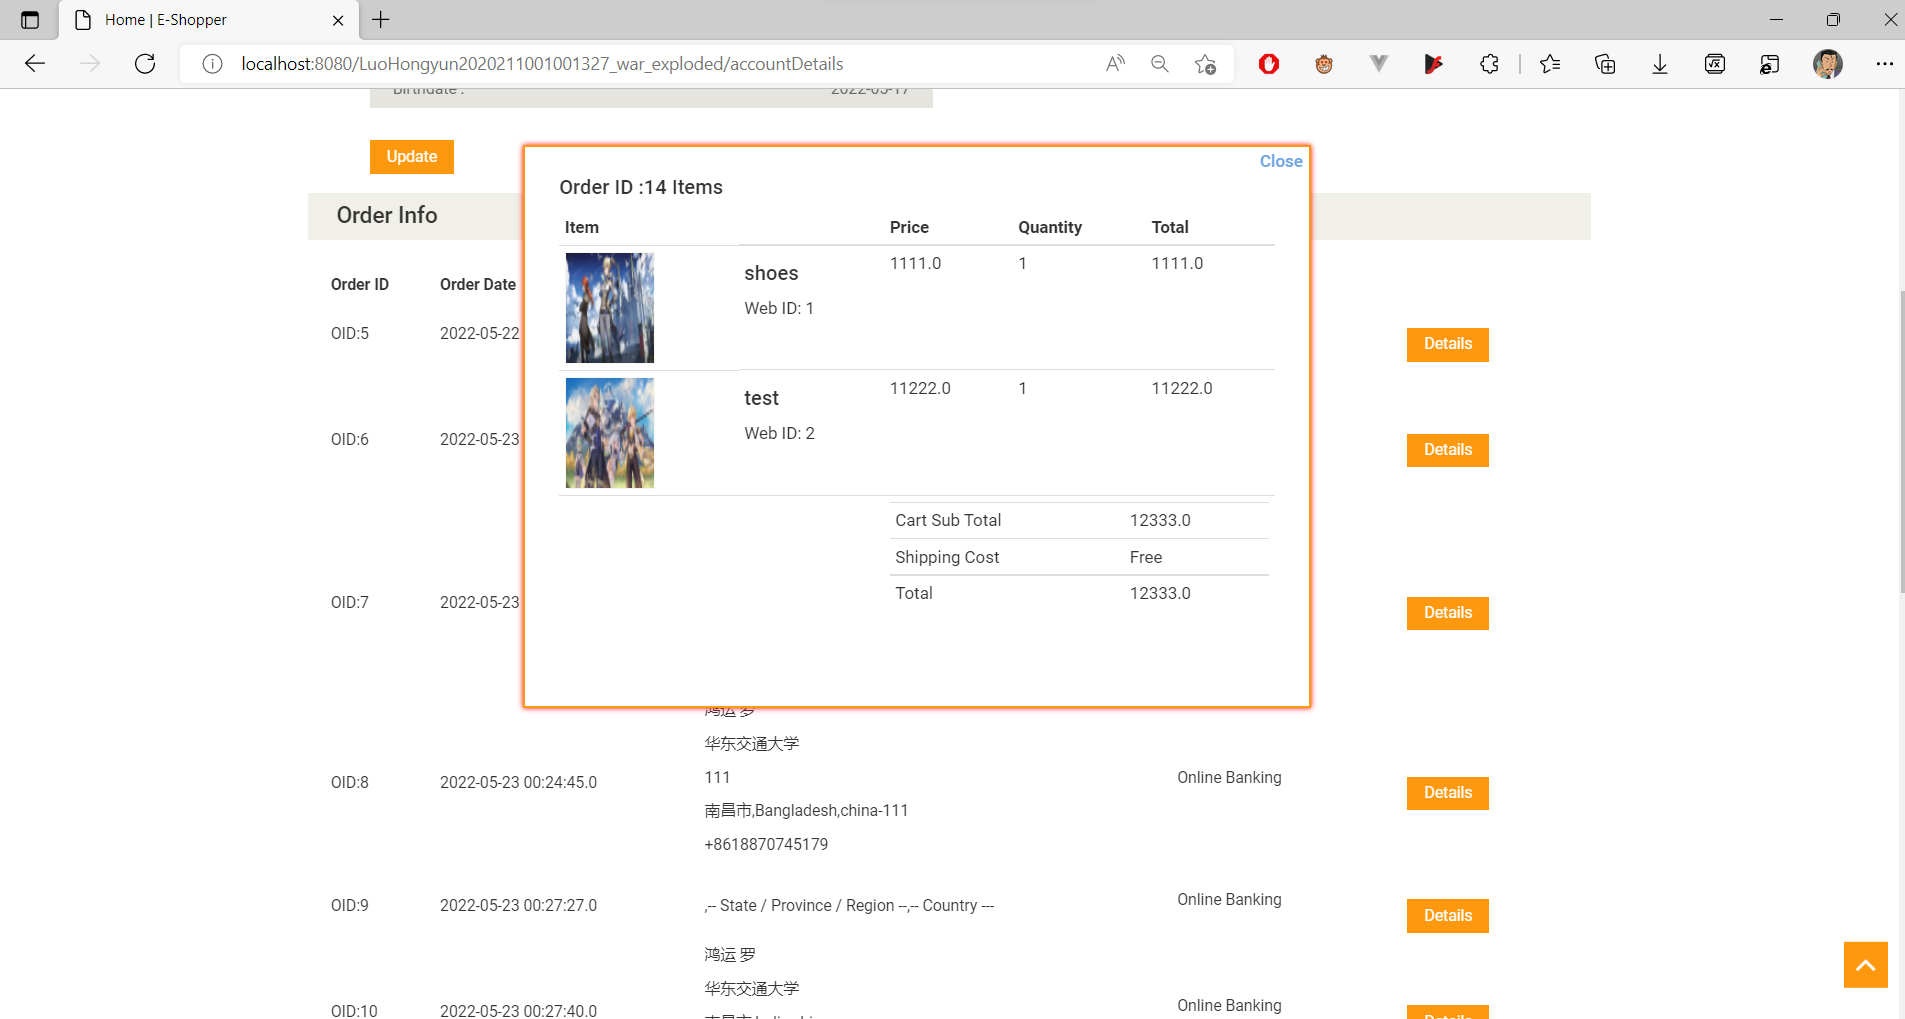 Home | E-Shopper
localhost:8080/LuoHongyun2020211001001327_war_exploded/accountDetails
Birthdate : 2022-05-17
Update
Order Info
Close
Order ID :14 Items
Item Price Quantity Total
shoes 1111.0 1 1111.0
Web ID: 1
test 11222.0 1 11222.0
Web ID: 2
Cart Sub Total 12333.0
Shipping Cost Free
Total 12333.0
Order ID Order Date
OID:5 2022-05-22 Details
OID:6 2022-05-23 Details
OID:7 2022-05-23 Details
鸿运 罗
华东交通大学
111
OID:8 2022-05-23 00:24:45.0 Online Banking Details
南昌市,Bangladesh,china-111
+8618870745179
OID:9 2022-05-23 00:27:27.0 ,-- State / Province / Region --,-- Country --- Online Banking Details
鸿运 罗
华东交通大学
OID:10 2022-05-23 00:27:40.0 Online Banking Details